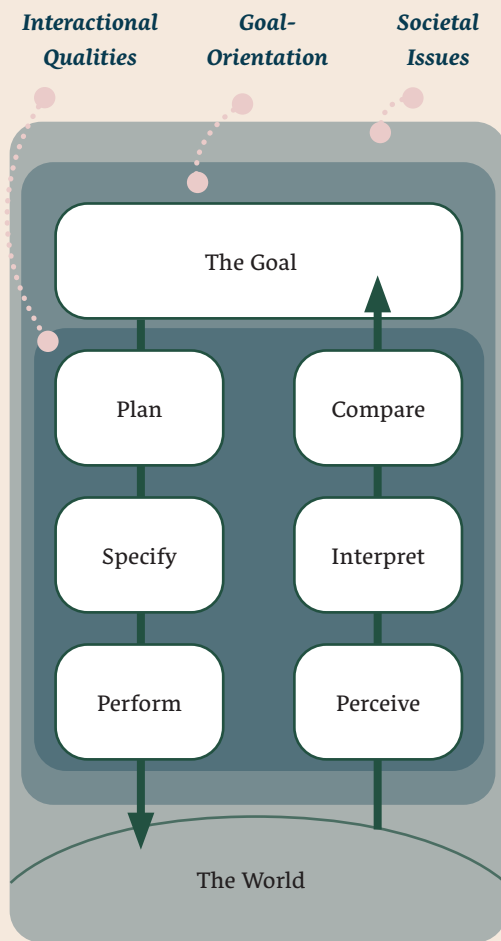 Interactional Goal- Societal
Qualities Orientation Issues
The Goal
Plan Compare
Specify Interpret
Perform Perceive
The World